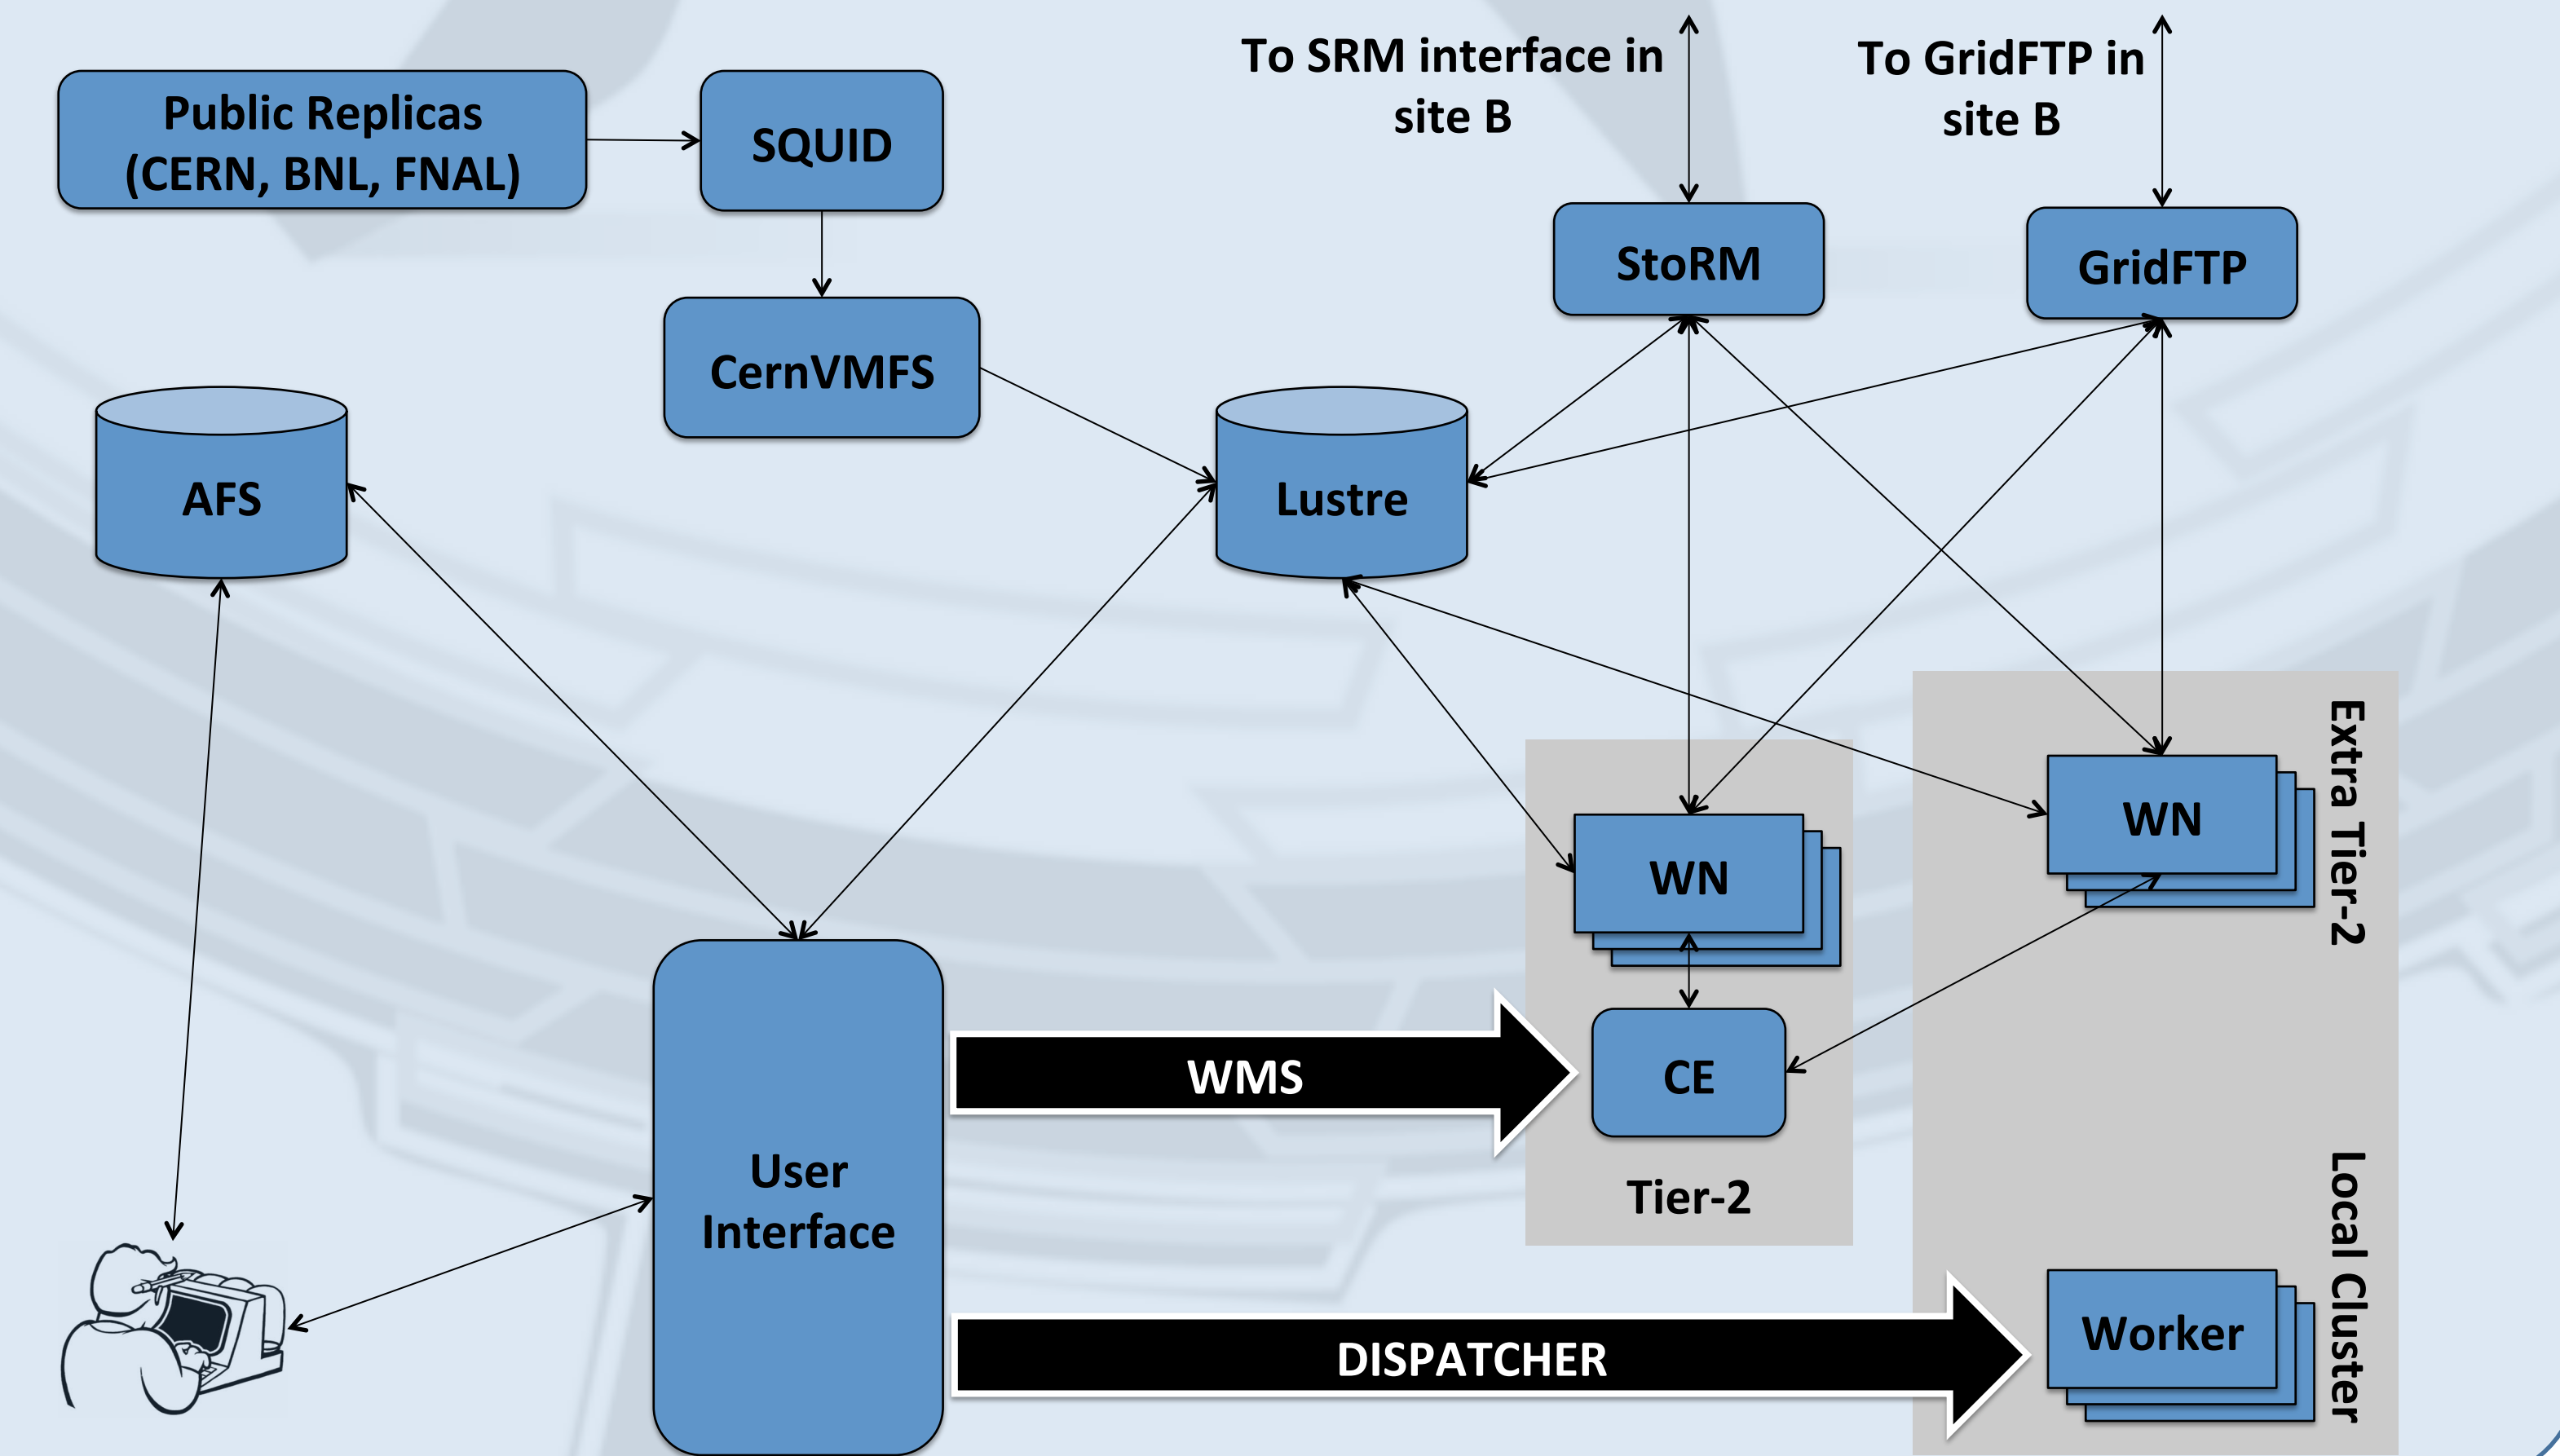 To SRM interface in
site B
To GridFTP in
site B
Public Replicas
(CERN, BNL, FNAL)
SQUID
StoRM
GridFTP
CernVMFS
AFS
Lustre
Extra Tier-2
WN
WN
WMS
CE
User
Interface
Tier-2
Local Cluster
Worker
DISPATCHER